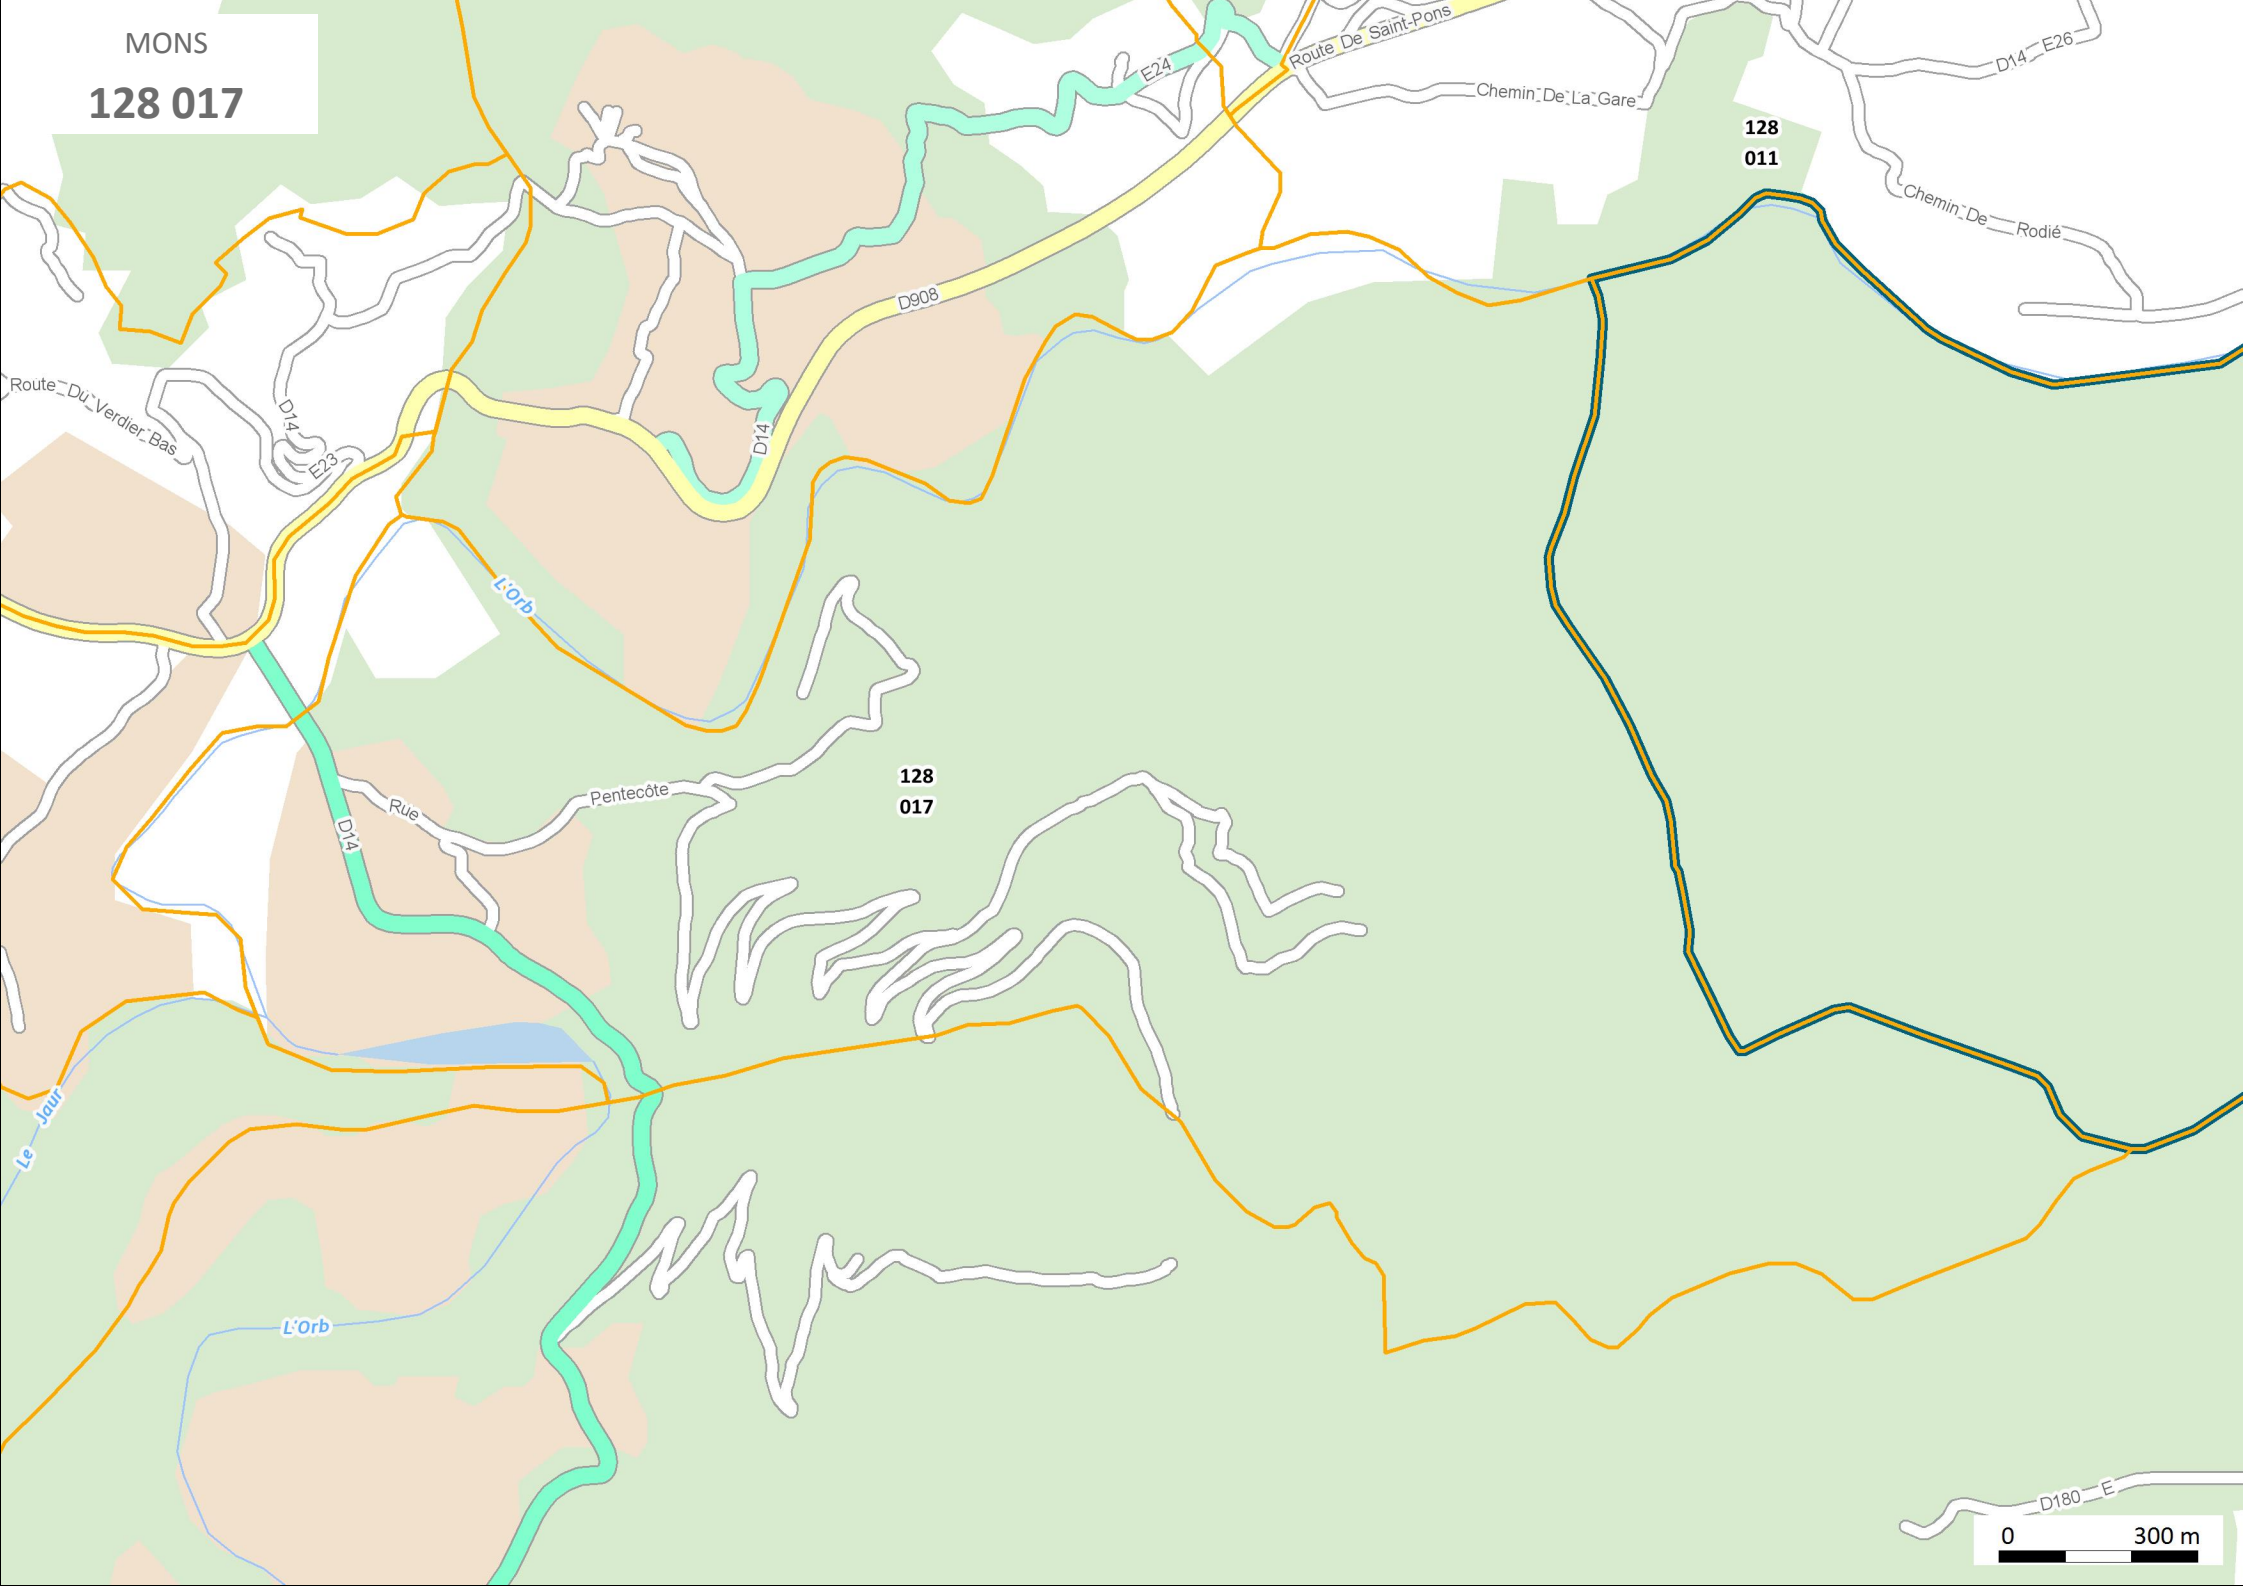 MONS
128 017
Route De Saint-Pons
E24
D14 E26
Chemin De La Gare
128
011
Chemin De Rodié
D908
Route Du Verdier Bas
D14
E23
D14
L'Orb
128
017
Pentecôte
Rue
D14
Le Jaur
L'Orb
D180 E
0 300 m